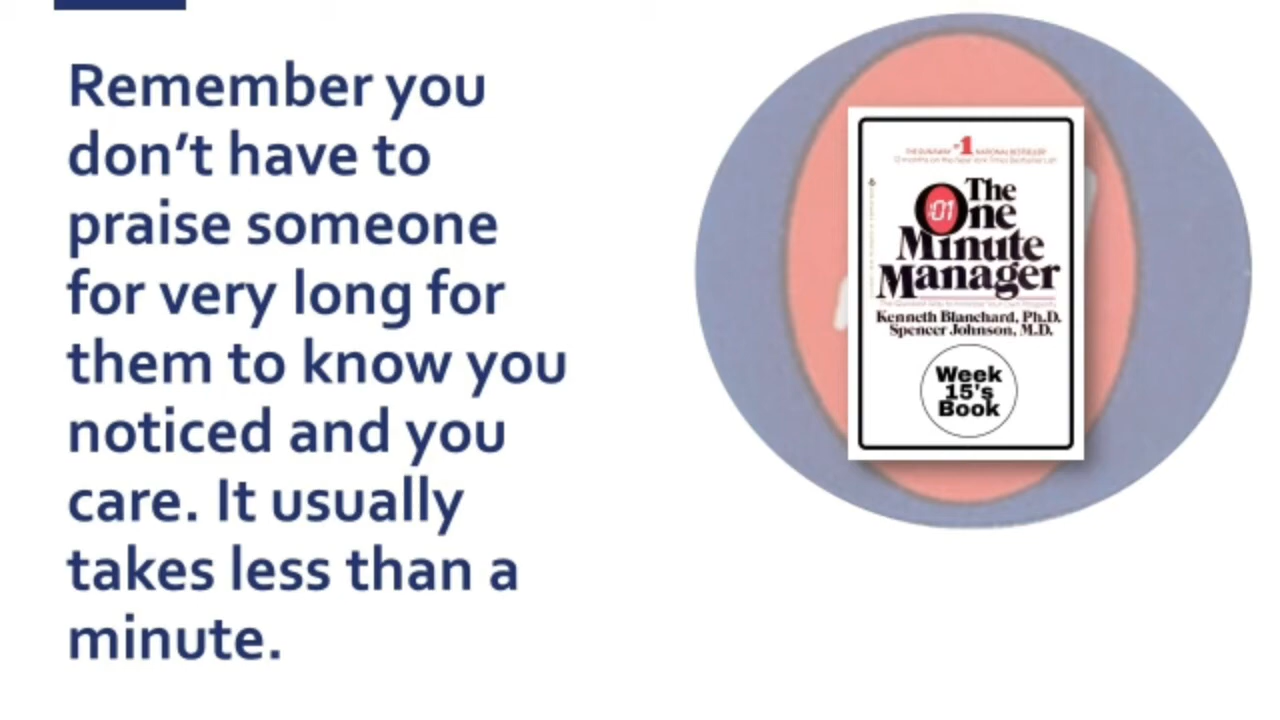 Remember you
don't have to
praise someone
for very long for
them to know you
noticed and you
care. It usually
takes less than a
minute.
THE RUNAWAY #1 NATIONAL BESTSELLER!
:01
The
One
Minute
Manager
Kenneth Blanchard, Ph.D.
Spencer Johnson, M.D.
Week
15's
Book